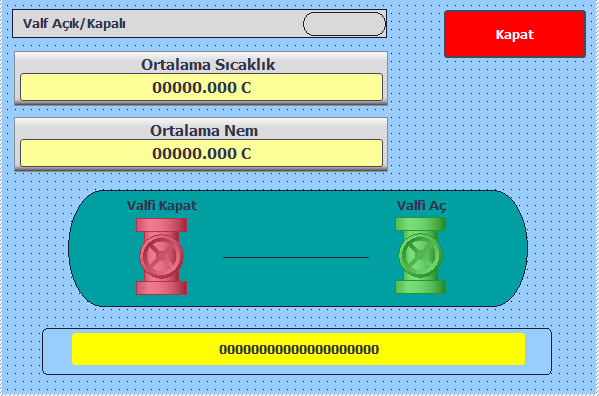 Valf Açık/Kapalı
Kapat
Ortalama Sıcaklık
00000.000 C
Ortalama Nem
00000.000 C
Valfi Kapat
Valfi Aç
00000000000000000000